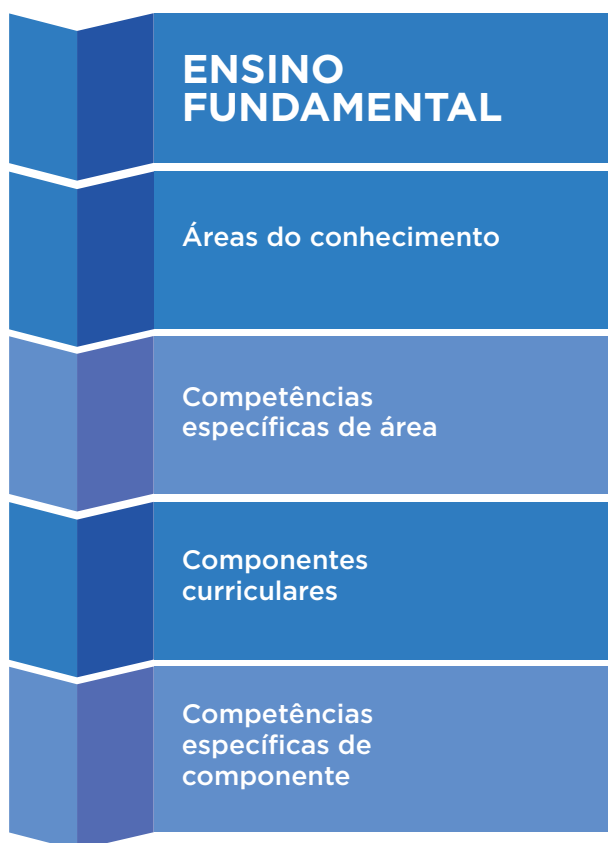 ENSINO
FUNDAMENTAL
Áreas do conhecimento
Competências
específicas de área
Componentes
curriculares
Competências
específicas de
componente